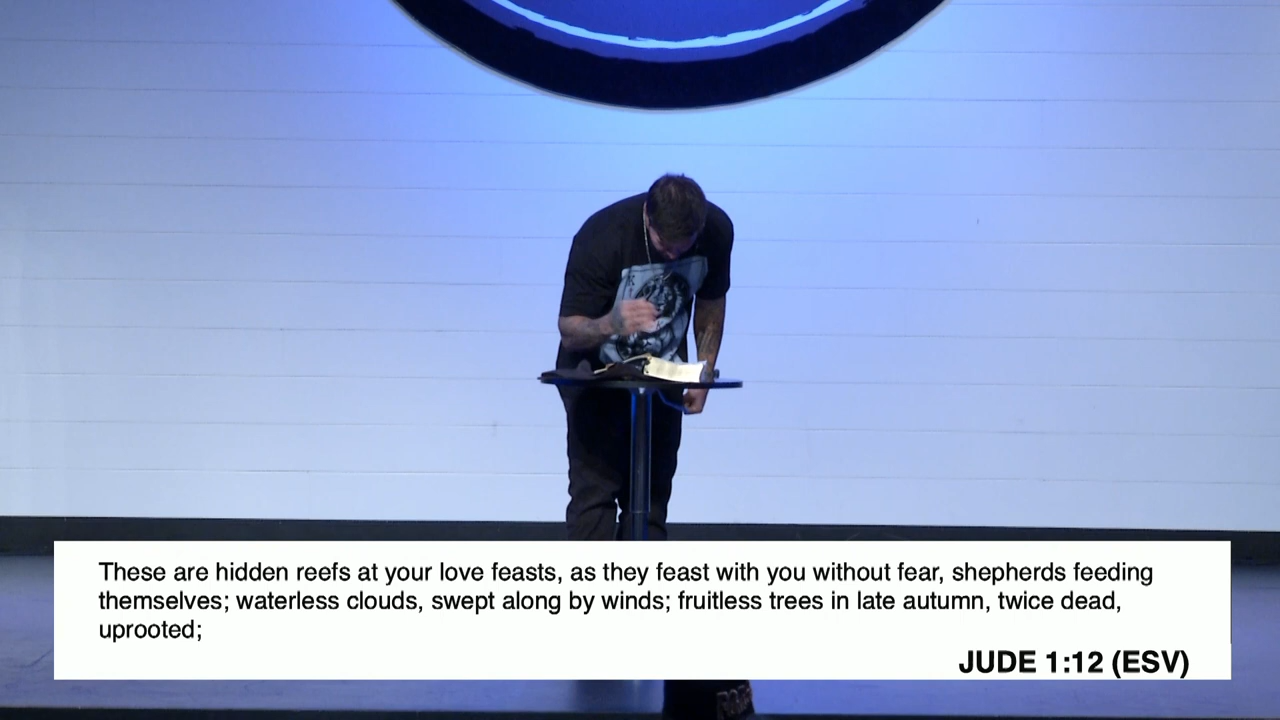 These are hidden reefs at your love feasts, as they feast with you without fear, shepherds feeding
themselves; waterless clouds, swept along by winds; fruitless trees in late autumn, twice dead,
uprooted;
JUDE 1:12 (ESV)